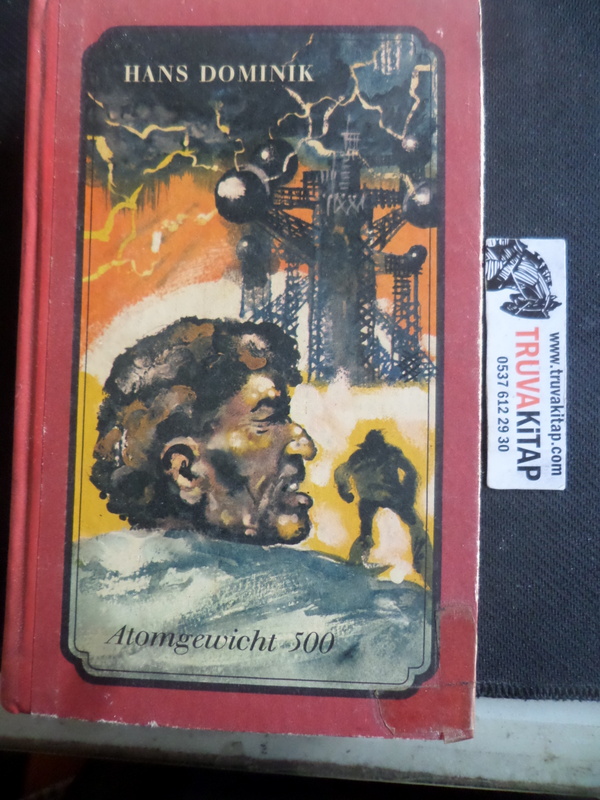 HANS DOMINIK
Atomgewicht 500
www.truvakitap.com
TRUVAKiTAP
0537 612 29 30